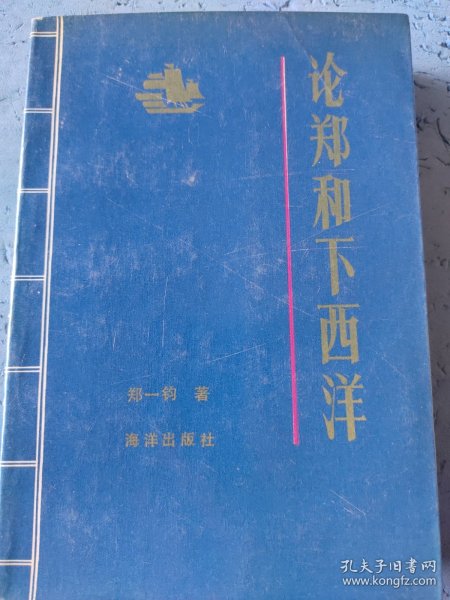 论郑和下西洋
郑一钧 著
海洋出版社
孔夫子旧书网
www.kongfz.com